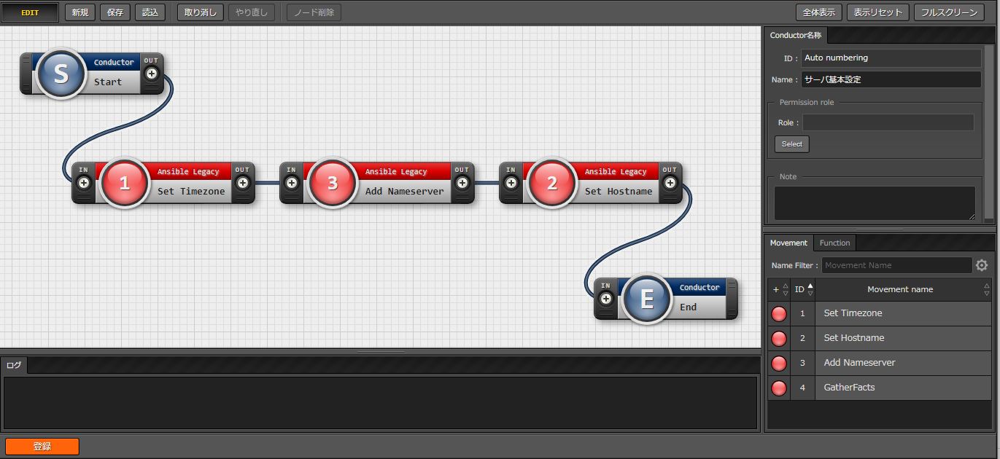 EDIT 新規 保存 読込 取り消し やり直し ノード削除 全体表示 表示リセット フルスクリーン
S Conductor OUT
Start
IN 1 Ansible Legacy OUT
Set Timezone
IN 3 Ansible Legacy OUT
Add Nameserver
IN 2 Ansible Legacy OUT
Set Hostname
IN E Conductor
End
Conductor名称
ID : Auto numbering
Name : サーバ基本設定
Permission role
Role :
Select
Note
Movement Function
Name Filter : Movement Name
+ ID Movement name
1 Set Timezone
2 Set Hostname
3 Add Nameserver
4 GatherFacts
ログ
登録